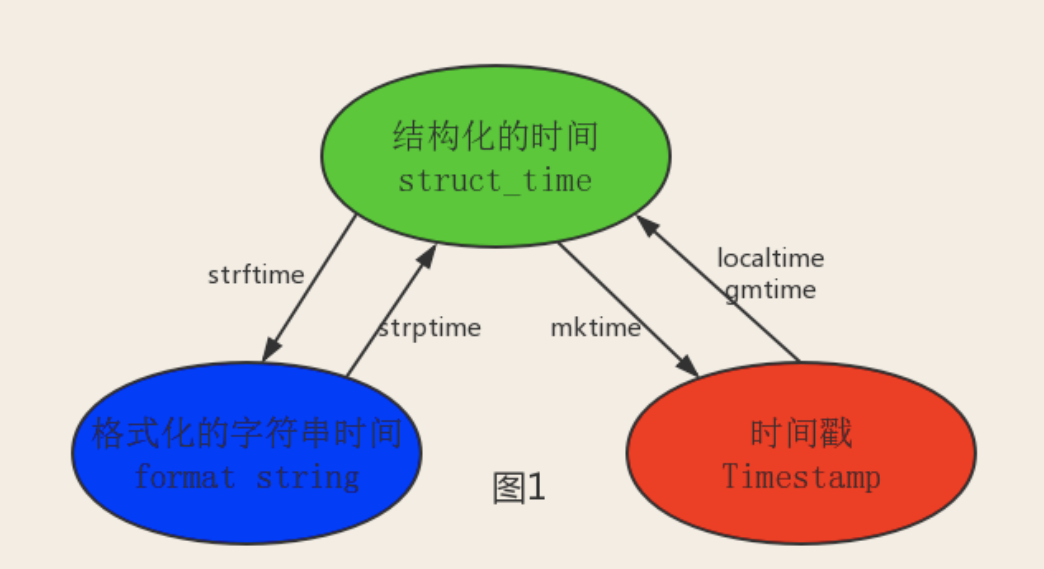 结构化的时间
struct_time
strftime
strptime
mktime
localtime
gmtime
格式化的字符串时间
format string
图1
时间戳
Timestamp